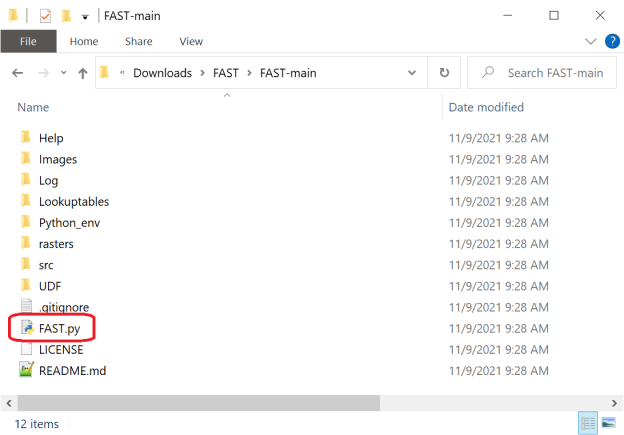 FAST-main
File Home Share View
« Downloads > FAST > FAST-main Search FAST-main
Name Date modified
Help 11/9/2021 9:28 AM
Images 11/9/2021 9:28 AM
Log 11/9/2021 9:28 AM
Lookuptables 11/9/2021 9:28 AM
Python_env 11/9/2021 9:28 AM
rasters 11/9/2021 9:28 AM
src 11/9/2021 9:28 AM
UDF 11/9/2021 9:28 AM
.gitignore 11/9/2021 9:28 AM
FAST.py 11/9/2021 9:28 AM
LICENSE 11/9/2021 9:28 AM
README.md 11/9/2021 9:28 AM
12 items